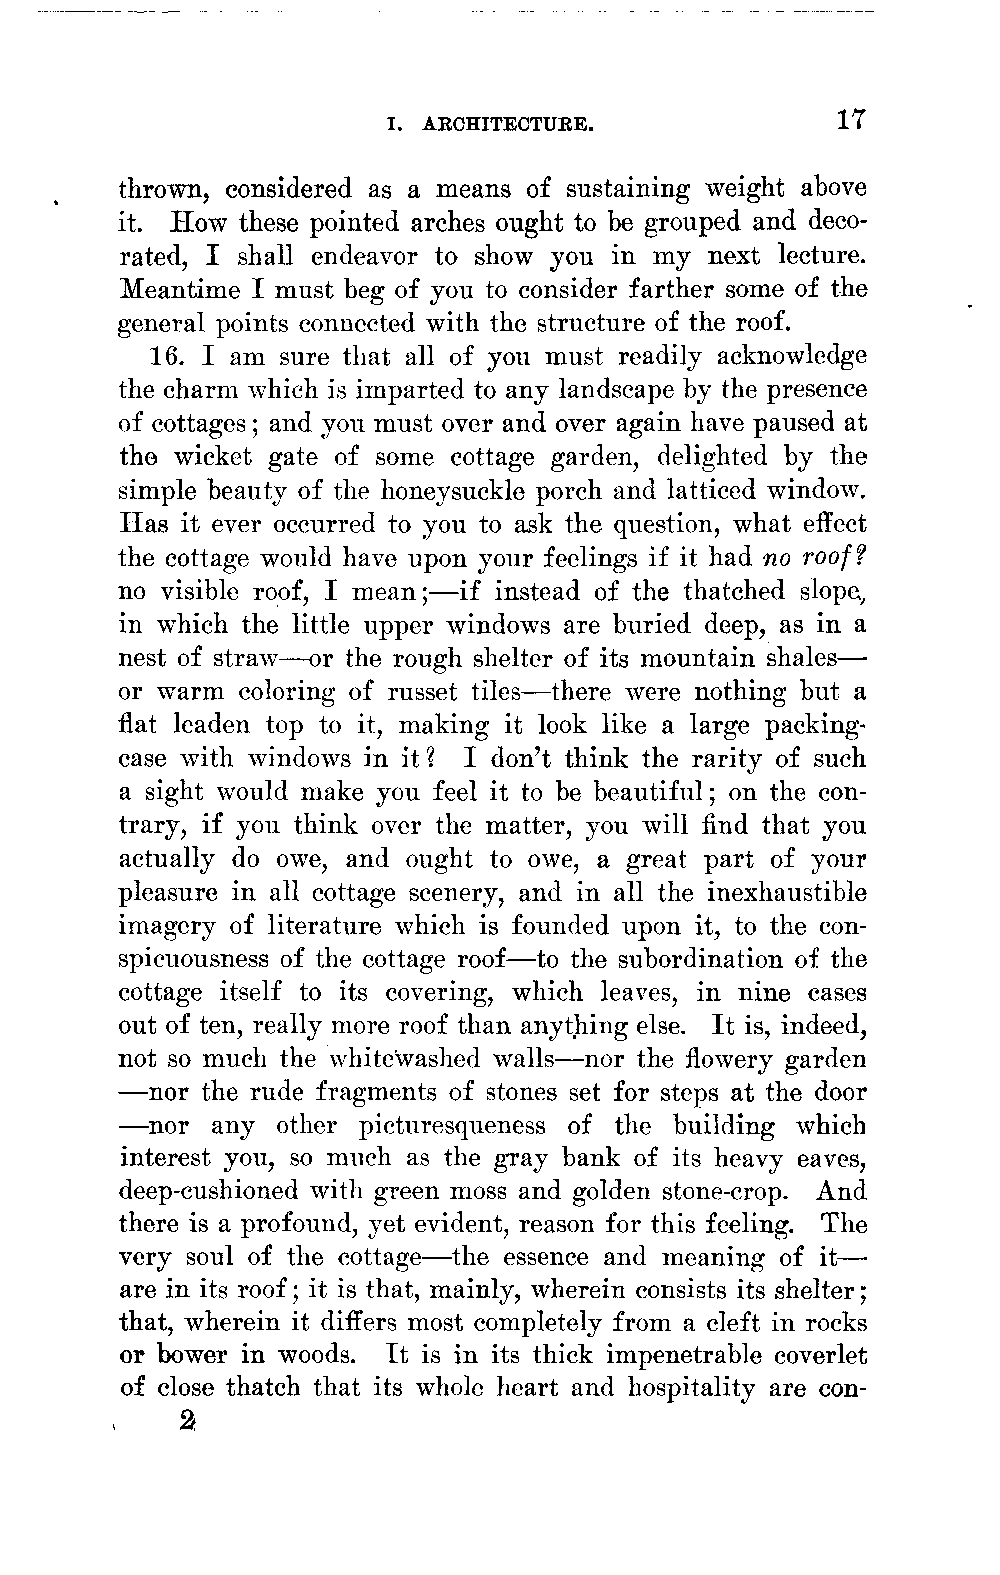 I. ARCHITECTURE. 17
thrown, considered as a means of sustaining weight above
it. How these pointed arches ought to be grouped and deco-
rated, I shall endeavor to show you in my next lecture.
Meantime I must beg of you to consider farther some of the
general points connected with the structure of the roof.
16. I am sure that all of you must readily acknowledge
the charm which is imparted to any landscape by the presence
of cottages; and you must over and over again have paused at
the wicket gate of some cottage garden, delighted by the
simple beauty of the honeysuckle porch and latticed window.
Has it ever occurred to you to ask the question, what effect
the cottage would have upon your feelings if it had no roof?
no visible roof, I mean;—if instead of the thatched slope,
in which the little upper windows are buried deep, as in a
nest of straw—or the rough shelter of its mountain shales—
or warm coloring of russet tiles—there were nothing but a
flat leaden top to it, making it look like a large packing-
case with windows in it? I don't think the rarity of such
a sight would make you feel it to be beautiful; on the con-
trary, if you think over the matter, you will find that you
actually do owe, and ought to owe, a great part of your
pleasure in all cottage scenery, and in all the inexhaustible
imagery of literature which is founded upon it, to the con-
spicuousness of the cottage roof—to the subordination of the
cottage itself to its covering, which leaves, in nine cases
out of ten, really more roof than anything else. It is, indeed,
not so much the whitewashed walls—nor the flowery garden
—nor the rude fragments of stones set for steps at the door
—nor any other picturesqueness of the building which
interest you, so much as the gray bank of its heavy eaves,
deep-cushioned with green moss and golden stone-crop. And
there is a profound, yet evident, reason for this feeling. The
very soul of the cottage—the essence and meaning of it—
are in its roof; it is that, mainly, wherein consists its shelter;
that, wherein it differs most completely from a cleft in rocks
or bower in woods. It is in its thick impenetrable coverlet
of close thatch that its whole heart and hospitality are con-
2